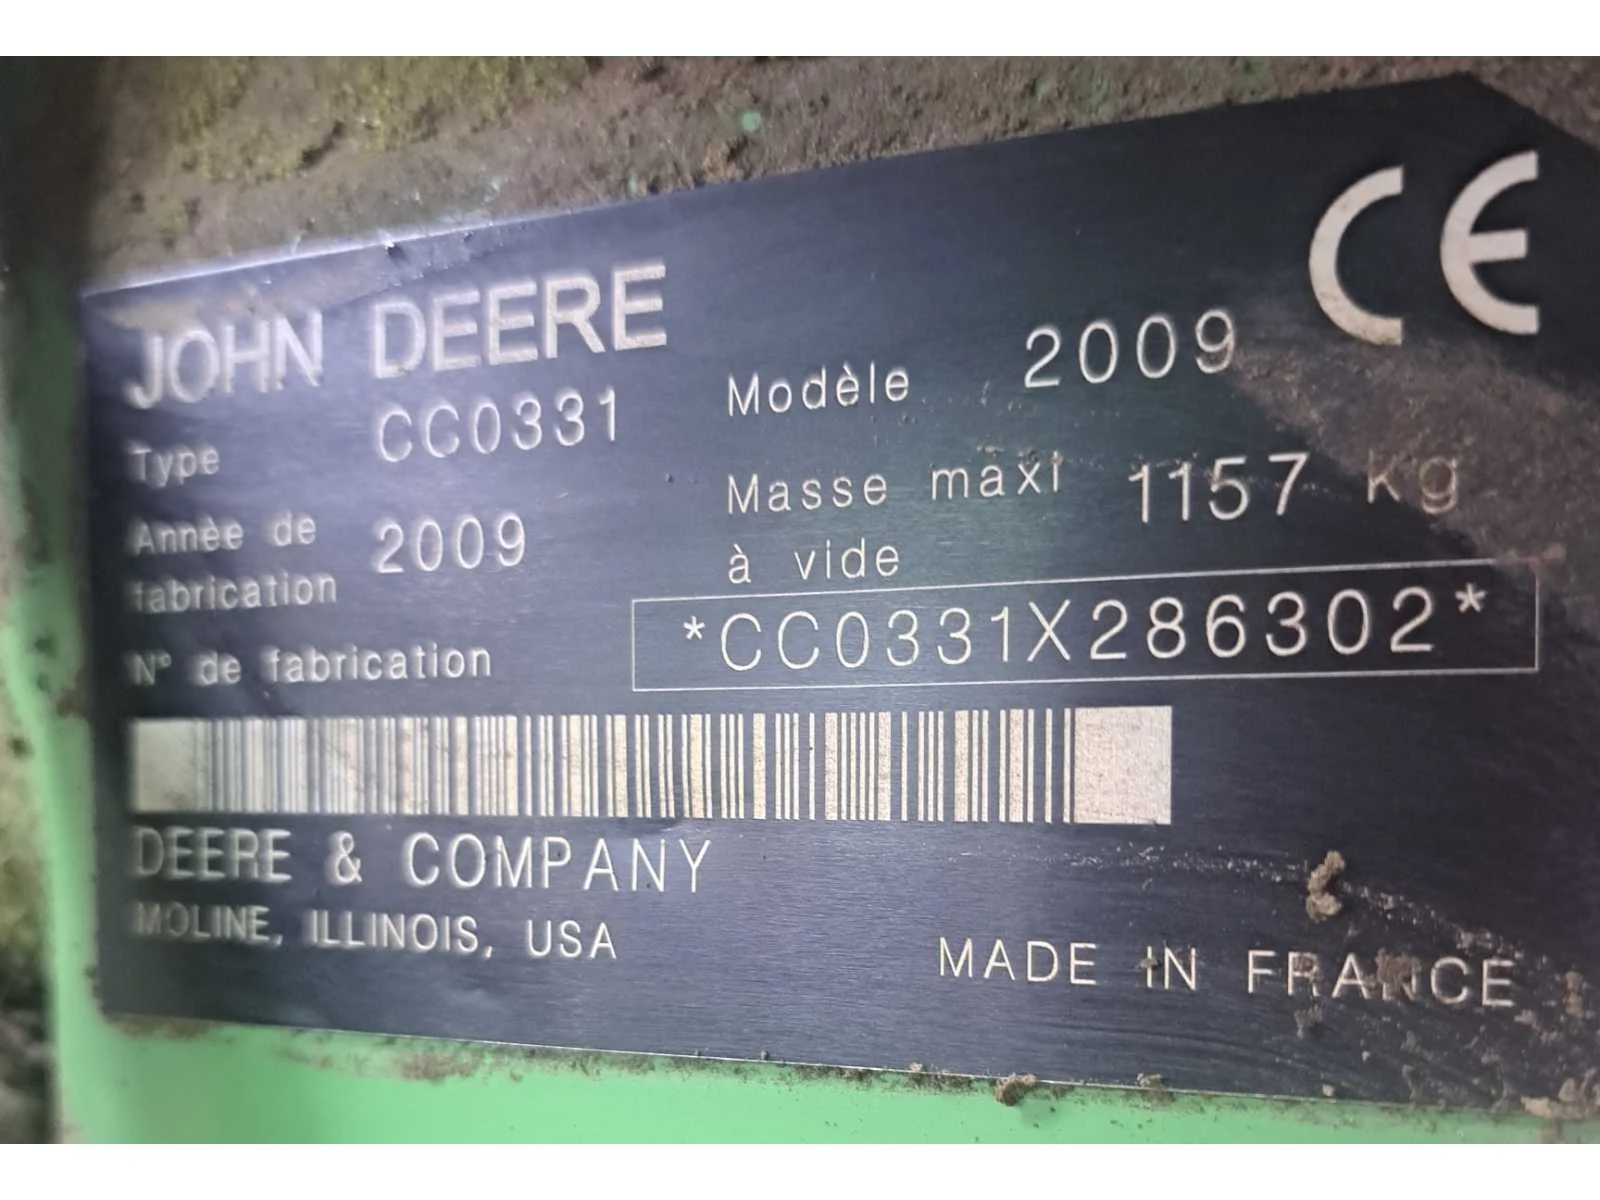 CE
JOHN DEERE
Type CC0331
Modèle 2009
Annèe de fabrication 2009
Masse maxi à vide 1157 kg
N° de fabrication *CC0331X286302*
DEERE & COMPANY
MOLINE, ILLINOIS, USA
MADE IN FRANCE